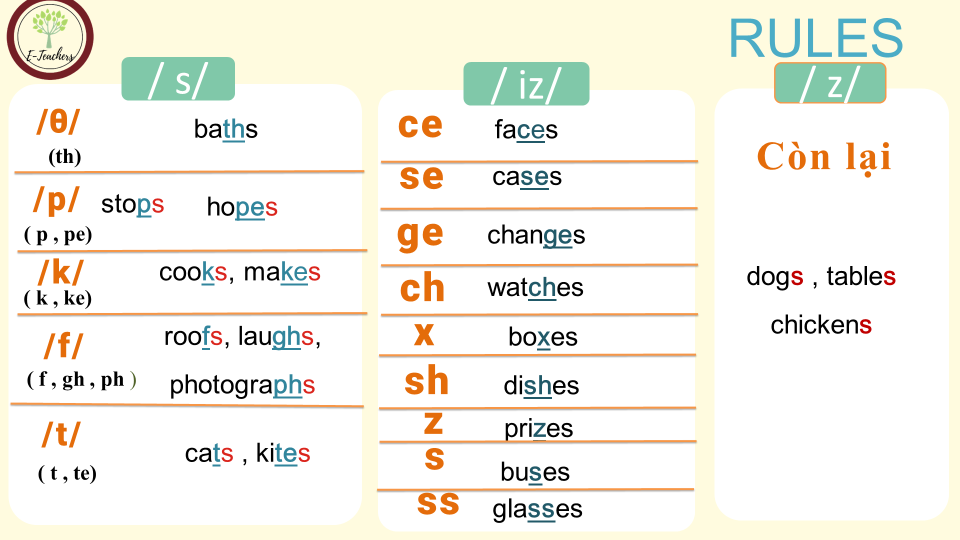 E-Teachers
RULES
/ s/
/θ/
(th)
baths
/p/
( p , pe)
stops hopes
/k/
( k , ke)
cooks, makes
/f/
( f , gh , ph )
roofs, laughs,
photographs
/t/
( t , te)
cats , kites
/ iz/
ce faces
se cases
ge changes
ch watches
x boxes
sh dishes
z prizes
s buses
ss glasses
/ z/
Còn lại
dogs , tables
chickens